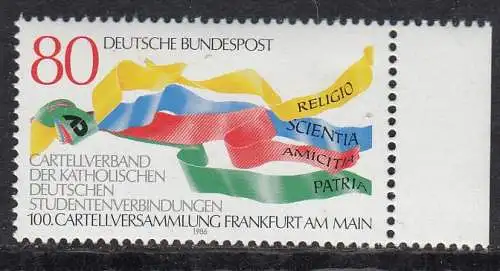 80 DEUTSCHE BUNDESPOST
RELIGIO
SCIENTIA
AMICITIA
PATRIA
CARTELLVERBAND
DER KATHOLISCHEN
DEUTSCHEN
STUDENTENVERBINDUNGEN
100. CARTELLVERSAMMLUNG FRANKFURT AM MAIN
1986